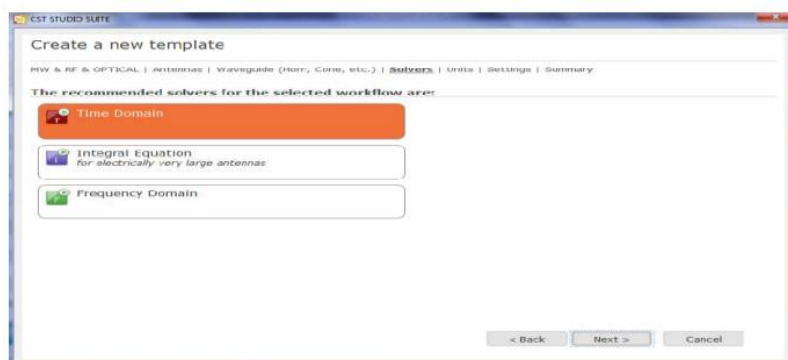 CST STUDIO SUITE
Create a new template
MW & RF & OPTICAL | Antennas | Waveguide (Horn, Cone, etc.) | Solvers | Units | Settings | Summary
The recommended solvers for the selected workflow are:
Time Domain
Integral Equation
for electrically very large antennas
Frequency Domain
< Back Next > Cancel